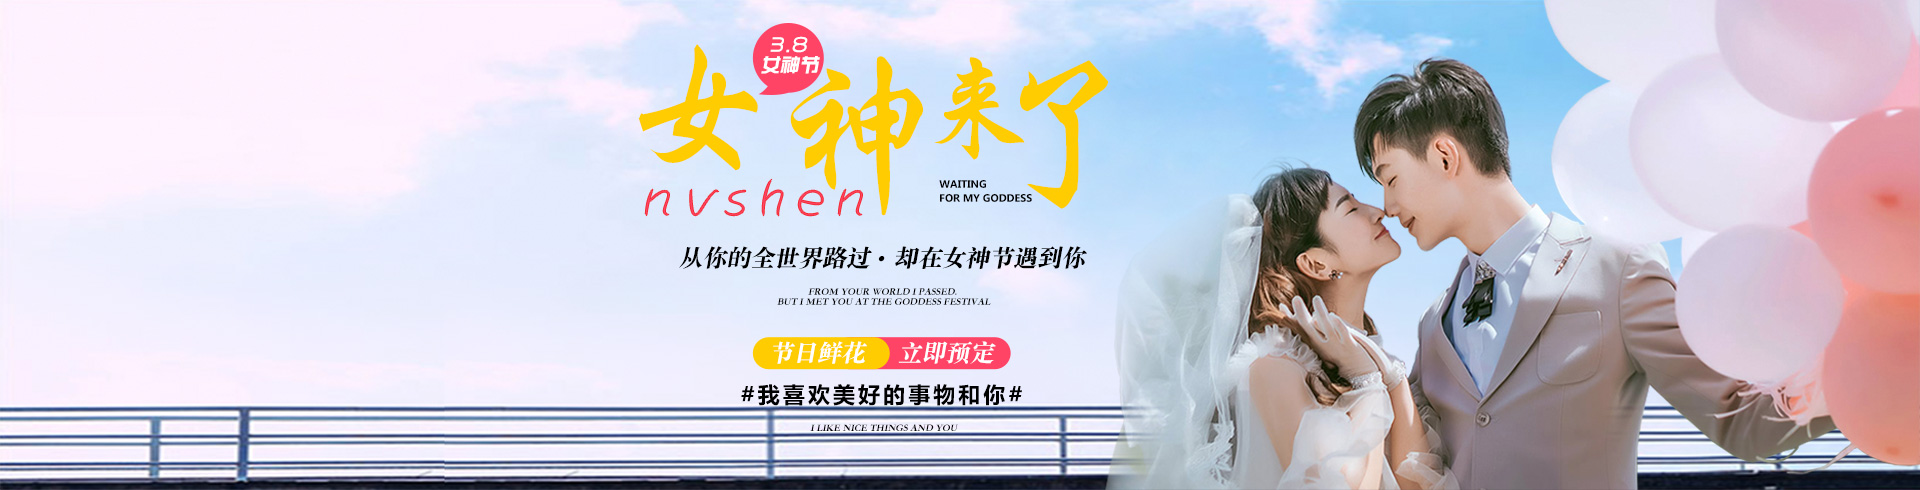 3.8
女神节
女神来了
nvshen
WAITING
FOR MY GODDESS
从你的全世界路过·却在女神节遇到你
FROM YOUR WORLD I PASSED.
BUT I MET YOU AT THE GODDESS FESTIVAL
节日鲜花 立即预定
#我喜欢美好的事物和你#
I LIKE NICE THINGS AND YOU